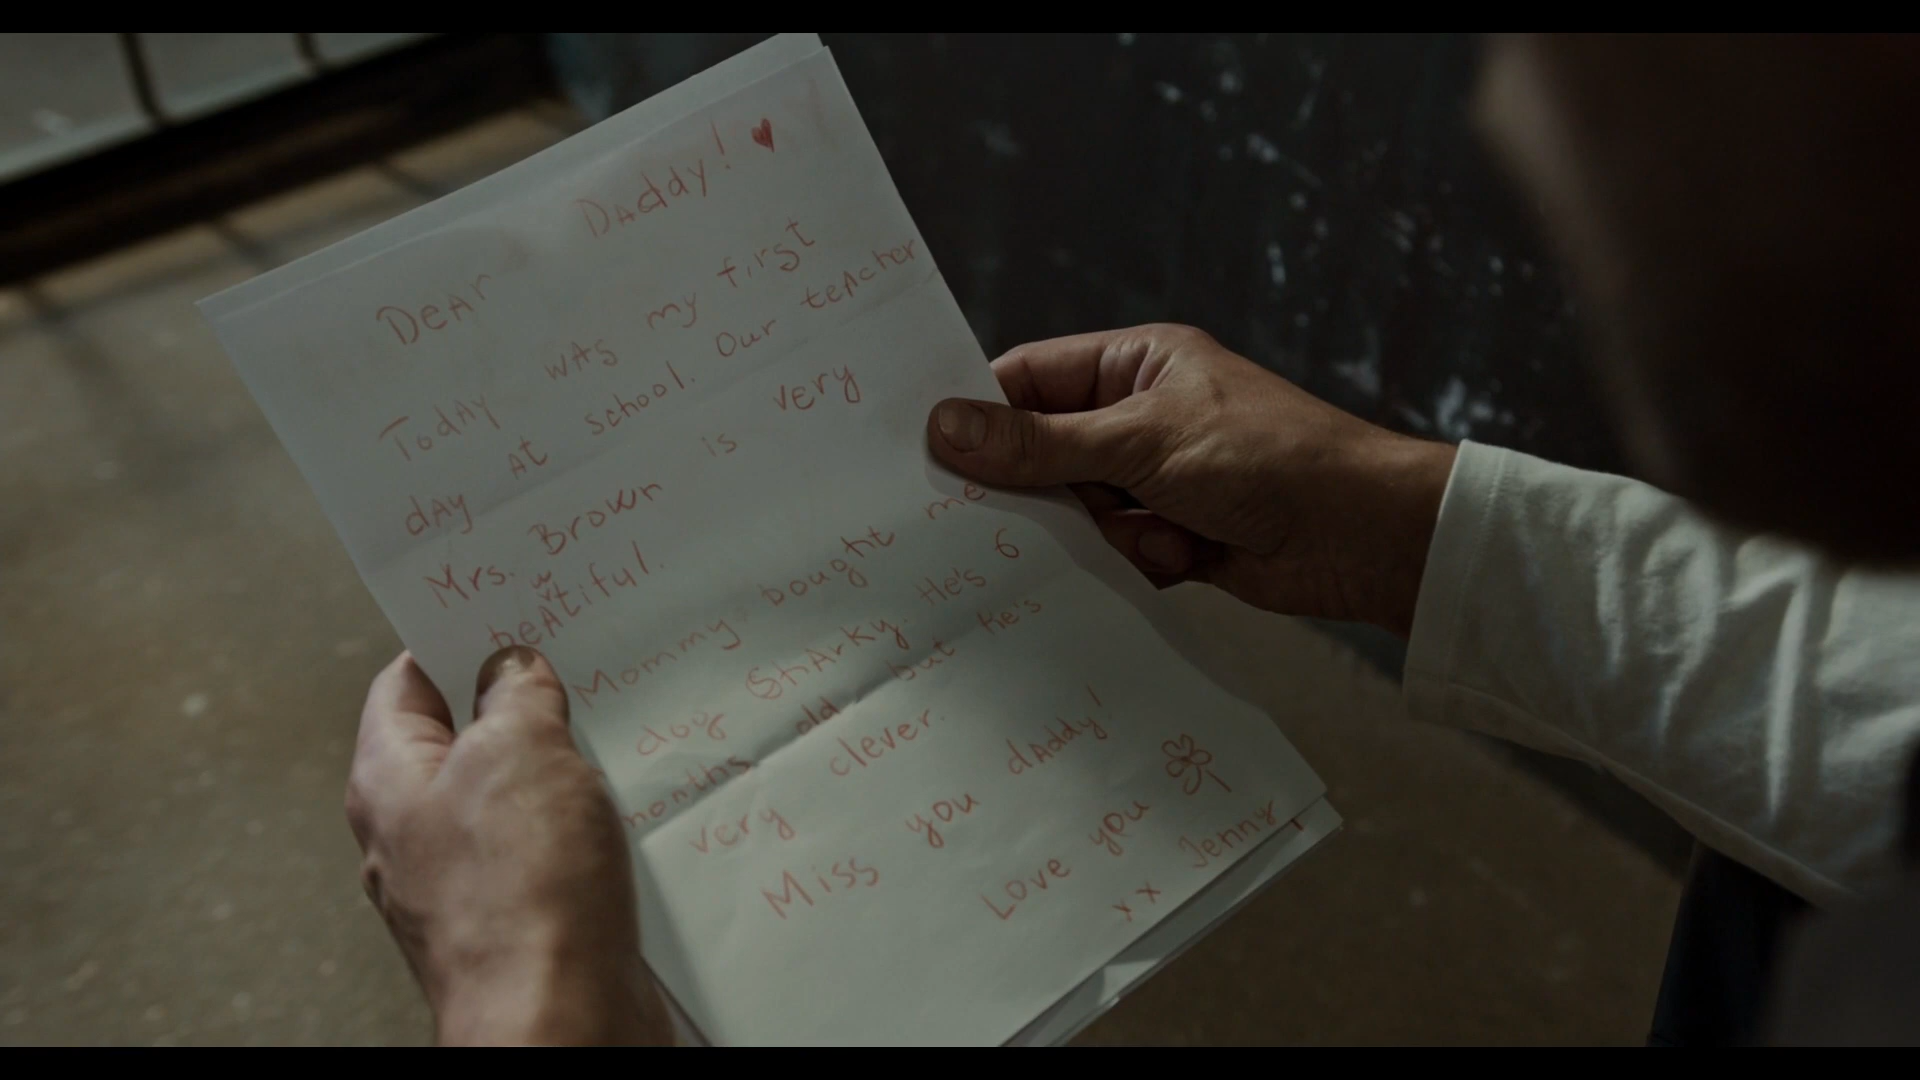 Dear Daddy!
Today was my first
day at school. Our teacher
Mrs. Brown is very
beautiful.
Mommy bought me
dog Sharky. He's 6
months old but he's
very clever.
Miss you daddy!
Love you
xx Jenny